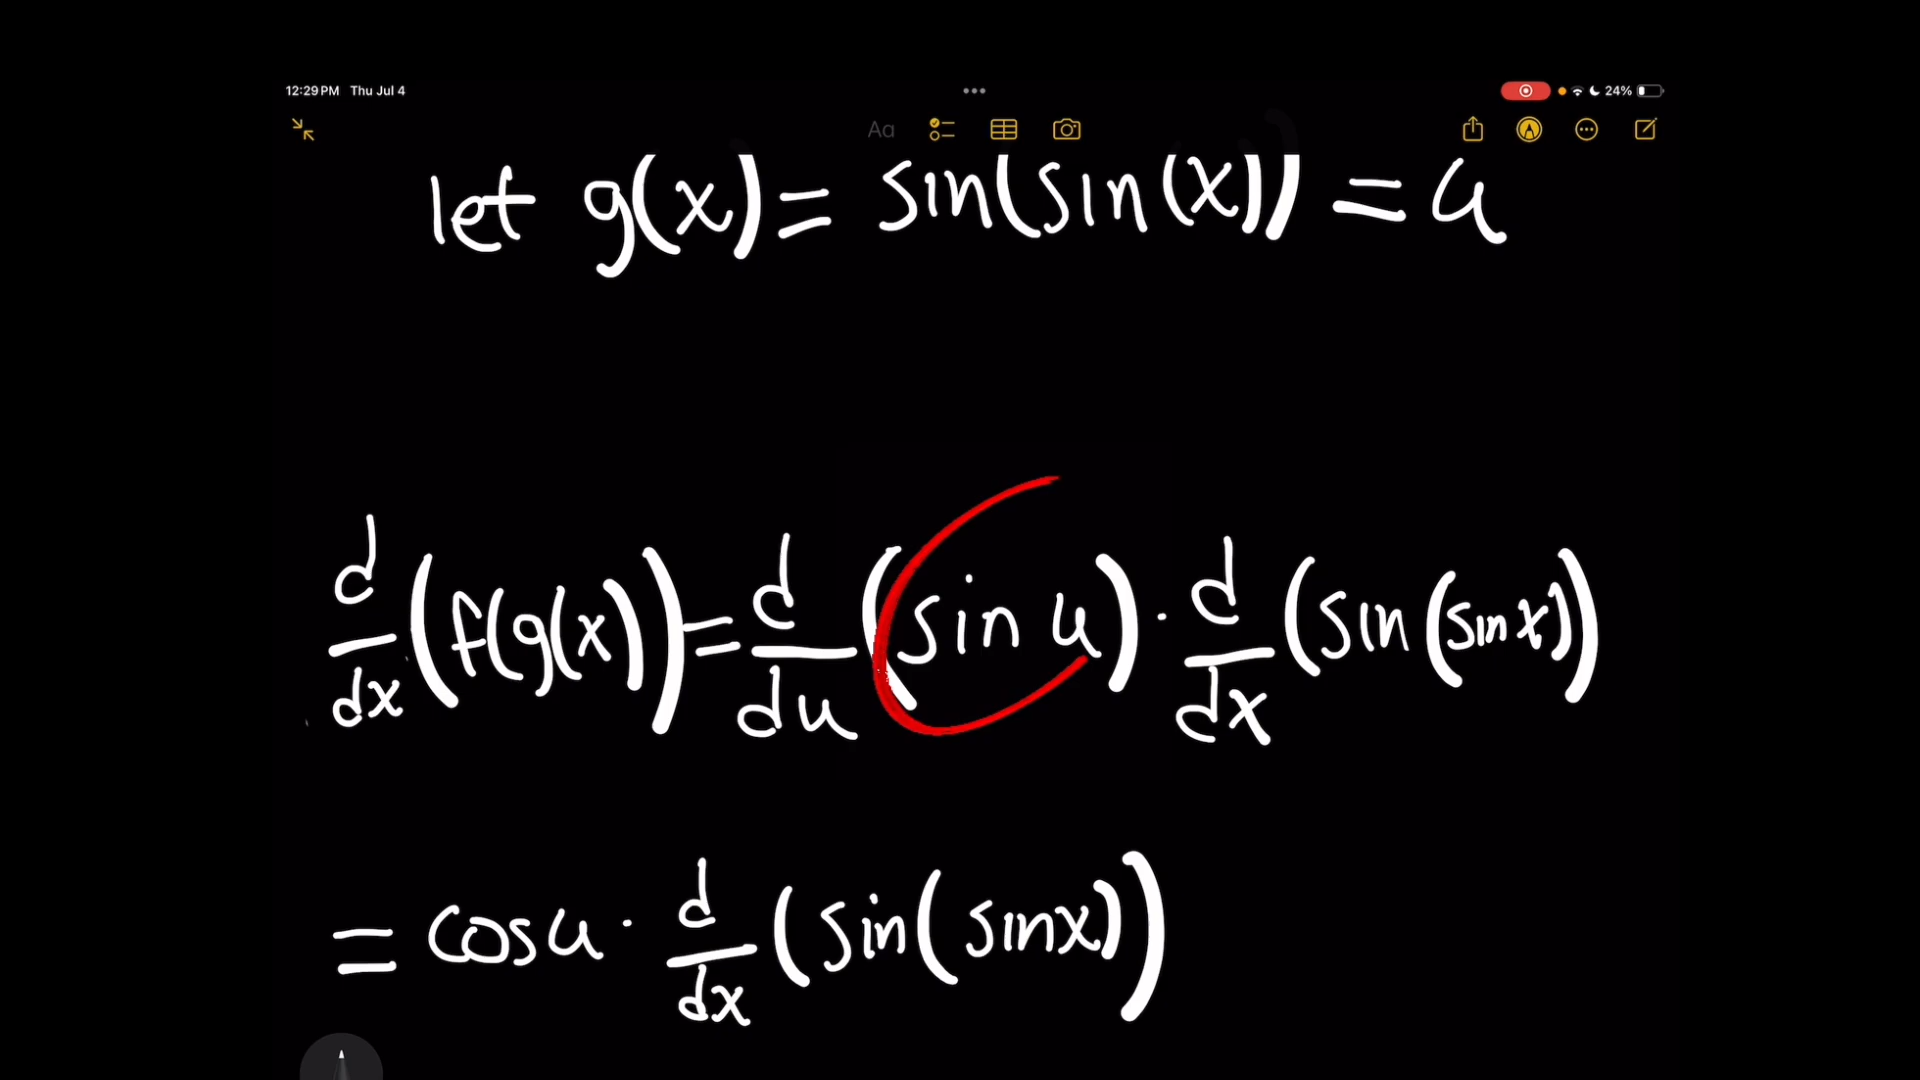 12:29 PM Thu Jul 4 24%
Aa
let g(x) = sin(sin(x)) = u
d/dx (f(g(x)) = d/du (sin u) · d/dx (sin (sin x))
= cos u · d/dx (sin(sin x))